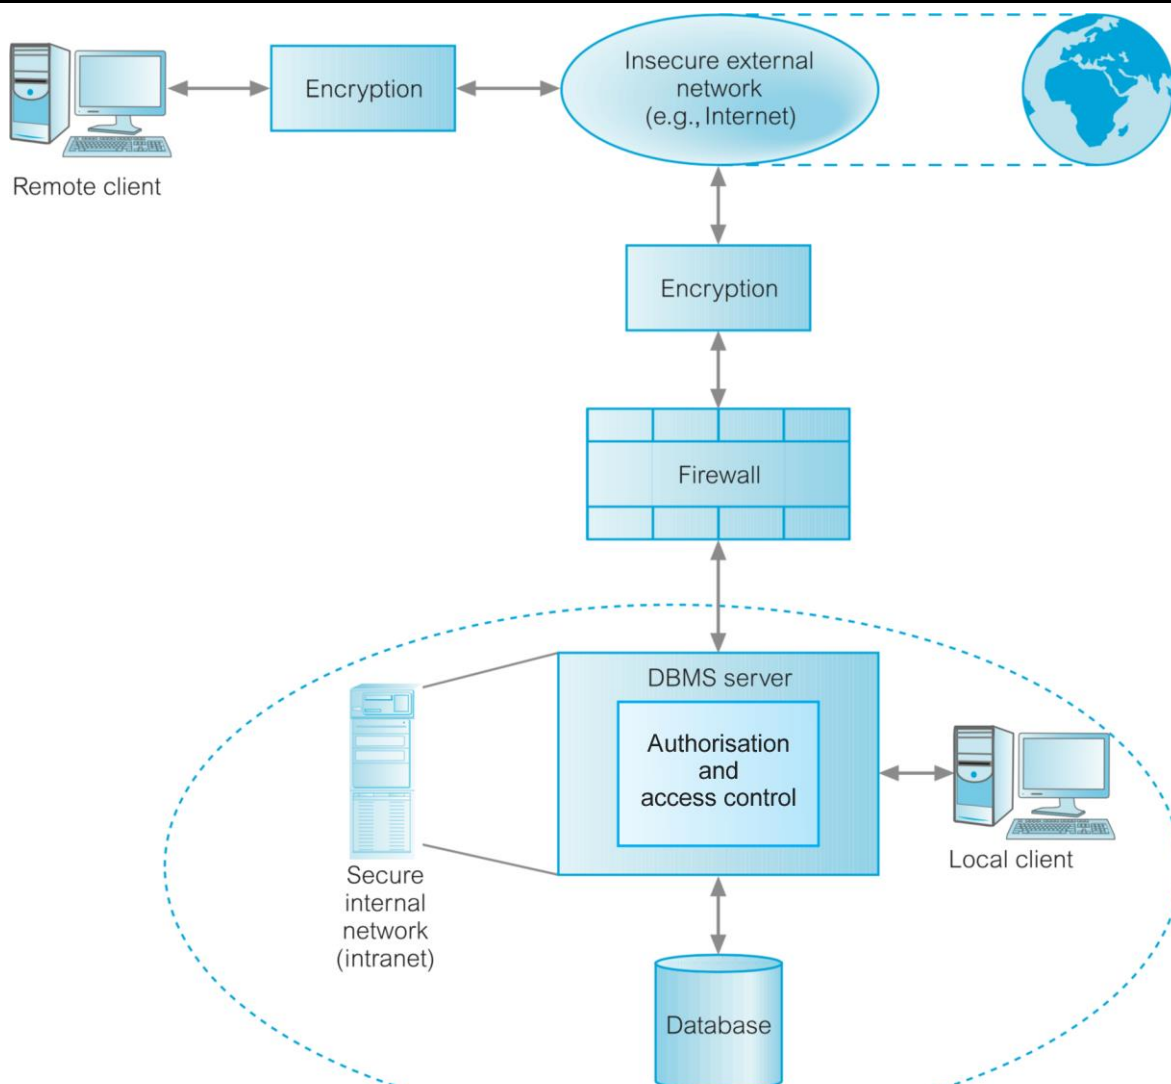 Encryption
Insecure external
network
(e.g., Internet)
Remote client
Encryption
Firewall
DBMS server
Authorisation
and
access control
Local client
Secure
internal
network
(intranet)
Database